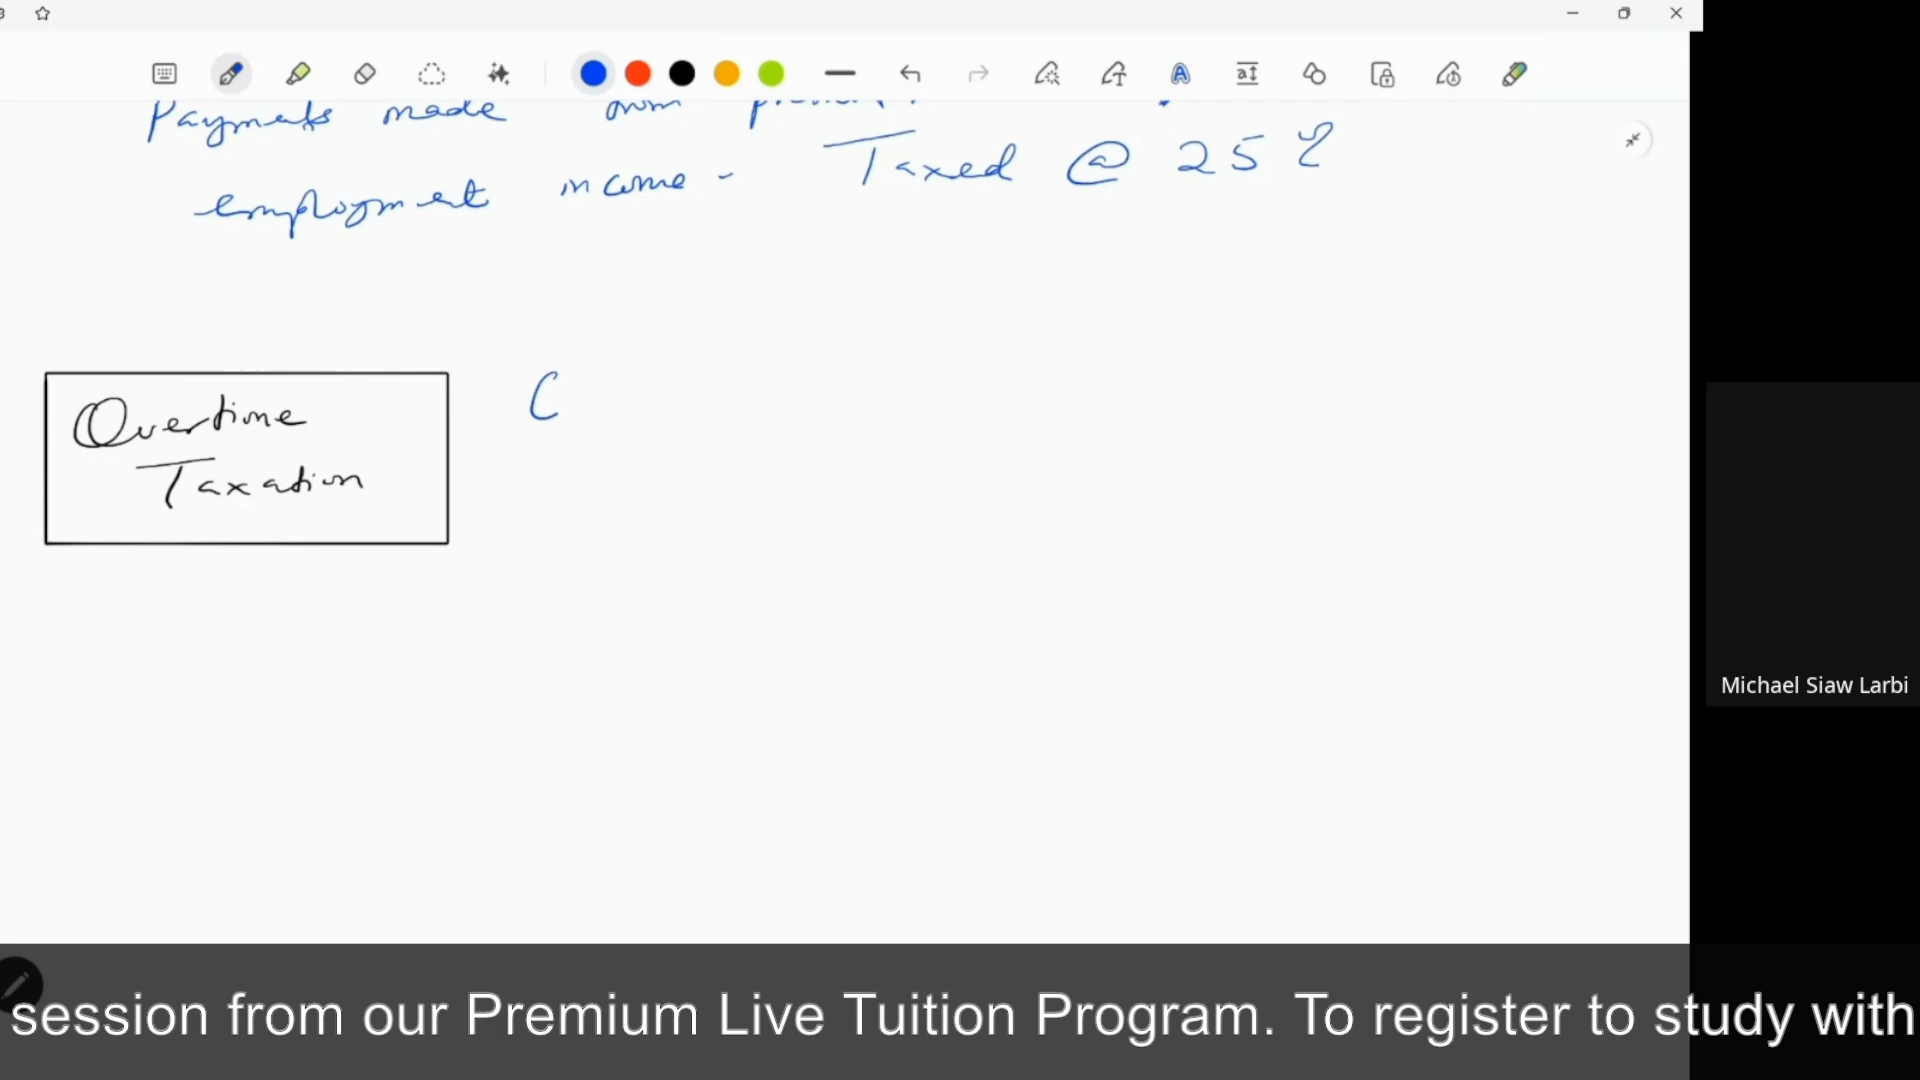 Payments made from
Taxed @ 25 %
employment income -
Overtime
Taxation
C
Michael Siaw Larbi
session from our Premium Live Tuition Program. To register to study with